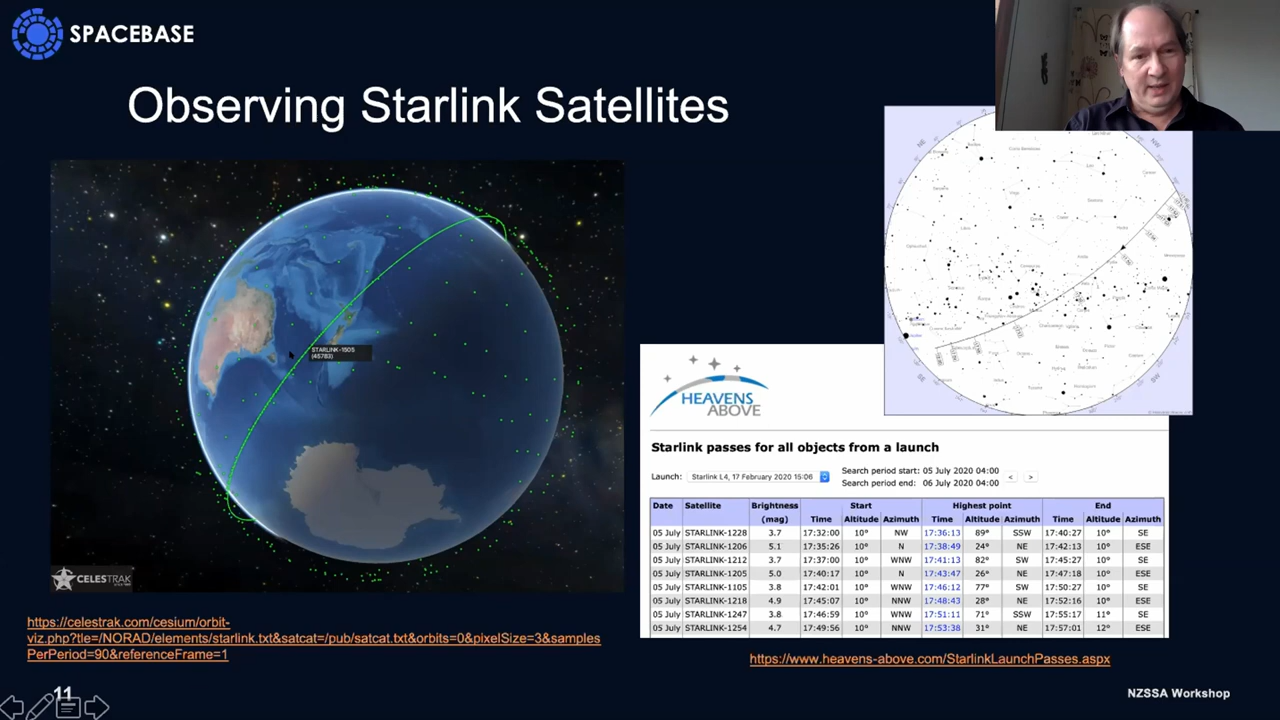 SPACEBASE
Observing Starlink Satellites
STARLINK-1505
(45783)
CELESTRAK
https://celestrak.com/cesium/orbit-
viz.php?tle=/NORAD/elements/starlink.txt&satcat=/pub/satcat.txt&orbits=0&pixelSize=3&samples
PerPeriod=90&referenceFrame=1
HEAVENS
ABOVE
Starlink passes for all objects from a launch
Launch: Starlink L4, 17 February 2020 15:06
Search period start: 05 July 2020 04:00
Search period end: 06 July 2020 04:00
< >
Date Satellite Brightness Start Highest point End
(mag) Time Altitude Azimuth Time Altitude Azimuth Time Altitude Azimuth
05 July STARLINK-1228 3.7 17:32:00 10° NW 17:36:13 89° SSW 17:40:27 10° SE
05 July STARLINK-1206 5.1 17:35:26 10° N 17:38:49 24° NE 17:42:13 10° ESE
05 July STARLINK-1212 3.7 17:37:00 10° WNW 17:41:13 82° SW 17:45:27 10° SE
05 July STARLINK-1205 5.0 17:40:17 10° N 17:43:47 26° NE 17:47:18 10° ESE
05 July STARLINK-1105 3.8 17:42:01 10° WNW 17:46:12 77° SW 17:50:27 10° SE
05 July STARLINK-1218 4.9 17:45:07 10° NNW 17:48:43 28° NE 17:52:16 10° ESE
05 July STARLINK-1247 3.8 17:46:59 10° WNW 17:51:11 71° SSW 17:55:17 11° SE
05 July STARLINK-1254 4.7 17:49:56 10° NNW 17:53:38 31° NE 17:57:01 12° ESE
https://www.heavens-above.com/StarlinkLaunchPasses.aspx
11
NZSSA Workshop